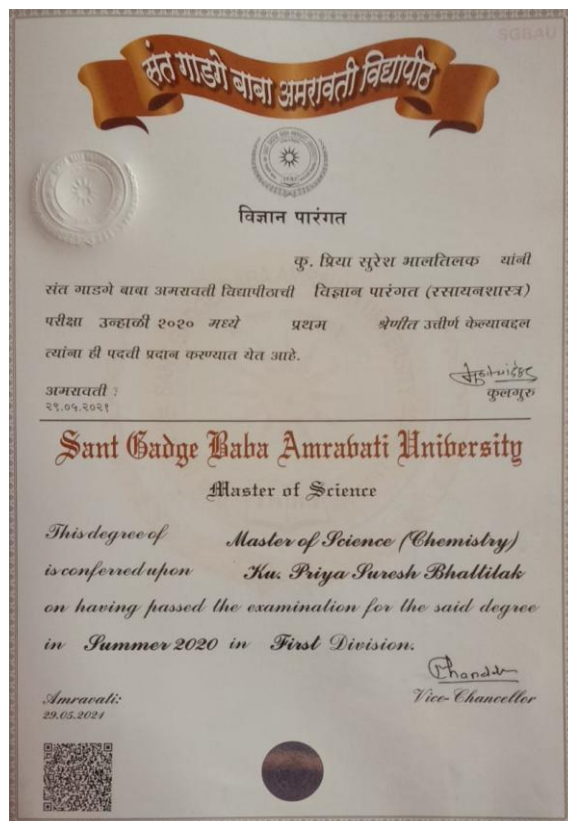 SGBAU
संत गाडगे बाबा अमरावती विद्यापीठ
विज्ञान पारंगत
कु. प्रिया सुरेश भालतिलक यांनी
संत गाडगे बाबा अमरावती विद्यापीठाची विज्ञान पारंगत (रसायनशास्त्र)
परीक्षा उन्हाळी २०२० मध्ये प्रथम श्रेणीत उत्तीर्ण केल्याबद्दल
त्यांना ही पदवी प्रदान करण्यात येत आहे.
अमरावती :
२९.०५.२०२१
कुलगुरु
Sant Gadge Baba Amravati University
Master of Science
This degree of Master of Science (Chemistry)
is conferred upon Ku. Priya Suresh Bhaltilak
on having passed the examination for the said degree
in Summer 2020 in First Division.
Amravati:
29.05.2021
Vice-Chancellor